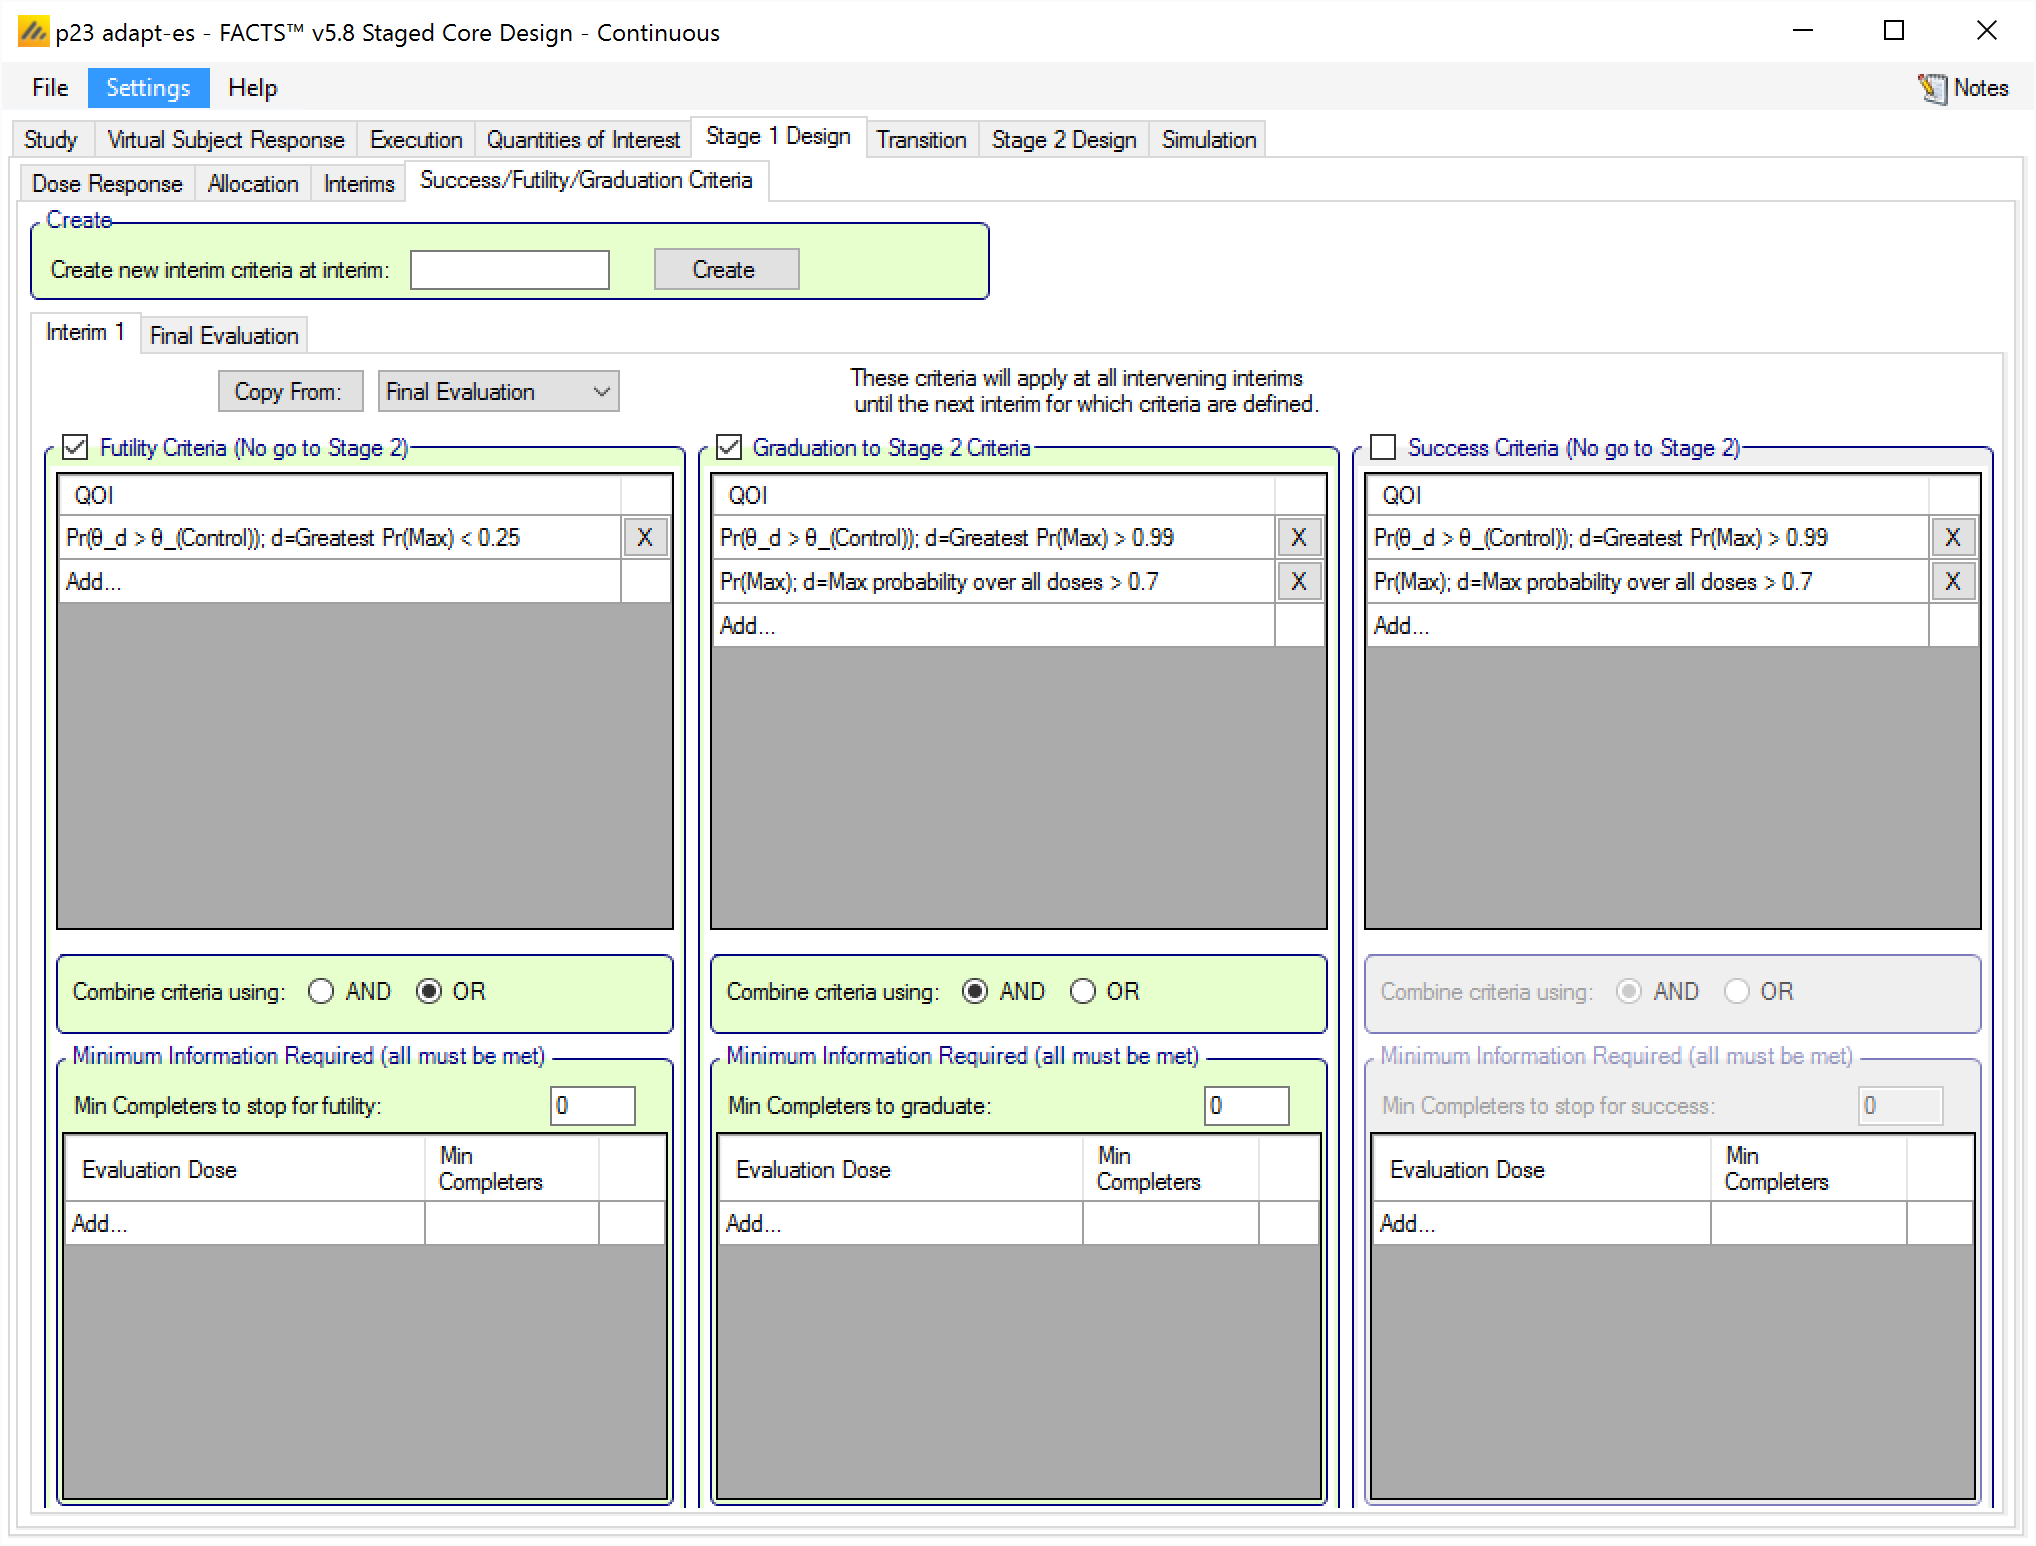 p23 adapt-es - FACTS™ v5.8 Staged Core Design - Continuous
File Settings Help Notes
Study Virtual Subject Response Execution Quantities of Interest Stage 1 Design Transition Stage 2 Design Simulation
Dose Response Allocation Interims Success/Futility/Graduation Criteria
Create
Create new interim criteria at interim: Create
Interim 1 Final Evaluation
Copy From: Final Evaluation
These criteria will apply at all intervening interims
until the next interim for which criteria are defined.
Futility Criteria (No go to Stage 2)
QOI
Pr(θ_d > θ_(Control)); d=Greatest Pr(Max) < 0.25 X
Add...
Combine criteria using: AND OR
Minimum Information Required (all must be met)
Min Completers to stop for futility: 0
Evaluation Dose Min Completers
Add...
Graduation to Stage 2 Criteria
QOI
Pr(θ_d > θ_(Control)); d=Greatest Pr(Max) > 0.99 X
Pr(Max); d=Max probability over all doses > 0.7 X
Add...
Combine criteria using: AND OR
Minimum Information Required (all must be met)
Min Completers to graduate: 0
Evaluation Dose Min Completers
Add...
Success Criteria (No go to Stage 2)
QOI
Pr(θ_d > θ_(Control)); d=Greatest Pr(Max) > 0.99 X
Pr(Max); d=Max probability over all doses > 0.7 X
Add...
Combine criteria using: AND OR
Minimum Information Required (all must be met)
Min Completers to stop for success: 0
Evaluation Dose Min Completers
Add...